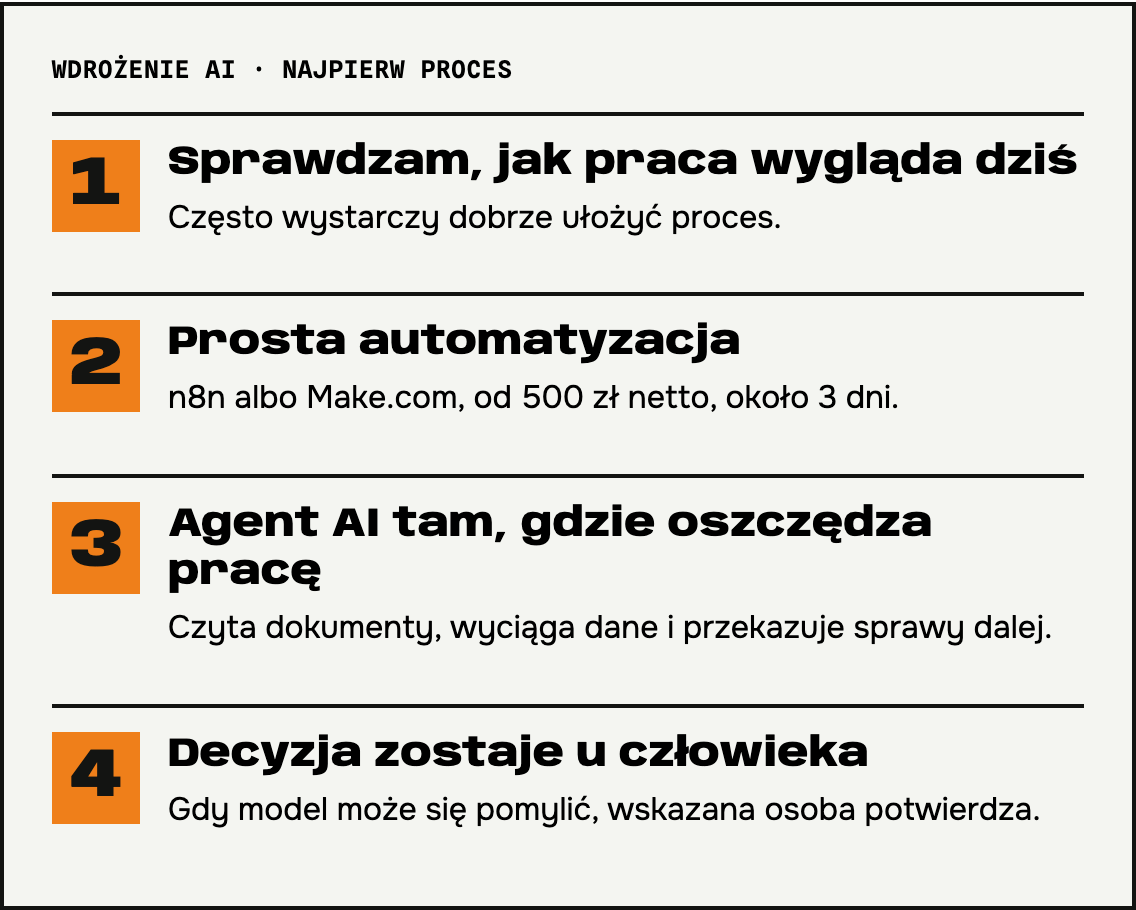 WDROŻENIE AI · NAJPIERW PROCES
1
Sprawdzam, jak praca wygląda dziś
Często wystarczy dobrze ułożyć proces.
2
Prosta automatyzacja
n8n albo Make.com, od 500 zł netto, około 3 dni.
3
Agent AI tam, gdzie oszczędza
pracę
Czyta dokumenty, wyciąga dane i przekazuje sprawy dalej.
4
Decyzja zostaje u człowieka
Gdy model może się pomylić, wskazana osoba potwierdza.